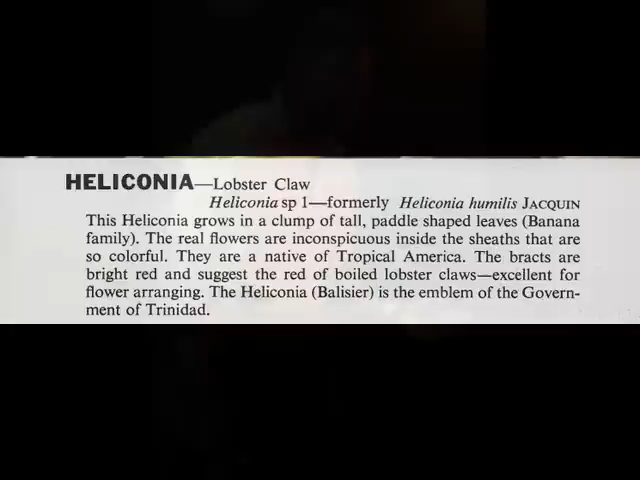 HELICONIA—Lobster Claw
Heliconia sp 1—formerly Heliconia humilis JACQUIN
This Heliconia grows in a clump of tall, paddle shaped leaves (Banana
family). The real flowers are inconspicuous inside the sheaths that are
so colorful. They are a native of Tropical America. The bracts are
bright red and suggest the red of boiled lobster claws—excellent for
flower arranging. The Heliconia (Balisier) is the emblem of the Govern-
ment of Trinidad.